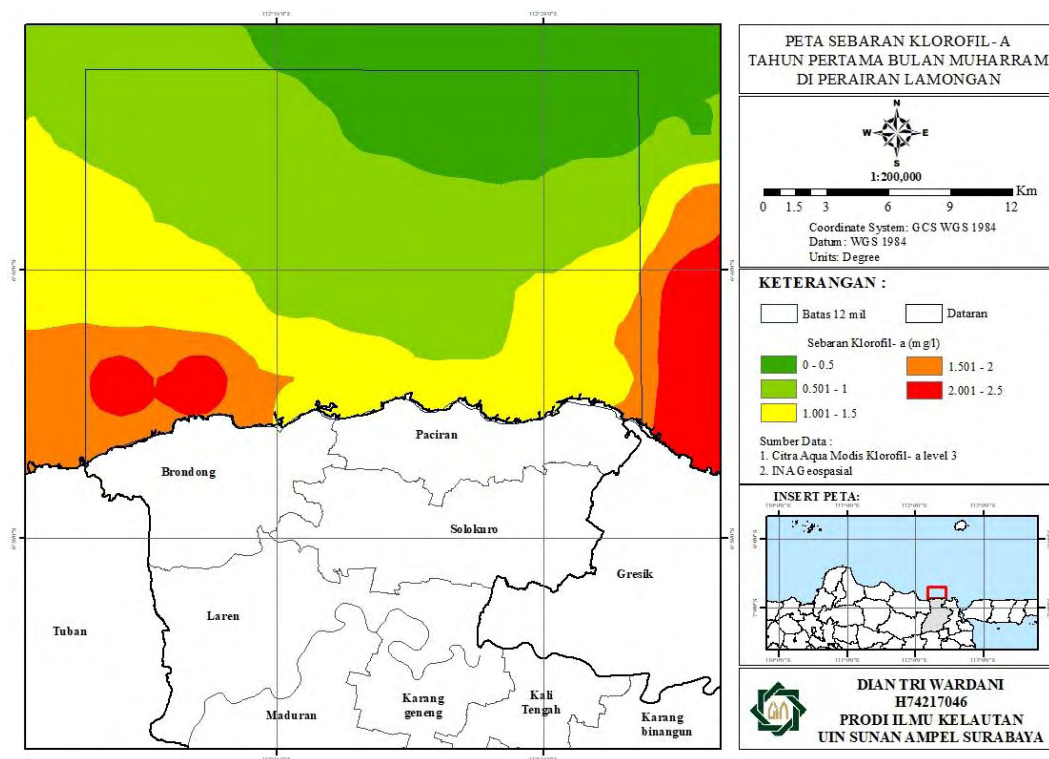 PETA SEBARAN KLOROFIL- A
TAHUN PERTAMA BULAN MUHARRAM
DI PERAIRAN LAMONGAN
N
W E
S
1:200,000
Km
0 1.5 3 6 9 12
Coordinate System: GCS WGS 1984
Datum: WGS 1984
Units: Degree
KETERANGAN :
Batas 12 mil
Dataran
Sebaran Klorofil- a (mg/l)
0 - 0.5
0.501 - 1
1.001 - 1.5
1.501 - 2
2.001 - 2.5
Sumber Data :
1. Citra Aqua Modis Klorofil- a level 3
2. INA Geospasial
INSERT PETA:
DIAN TRI WARDANI
H74217046
PRODI ILMU KELAUTAN
UIN SUNAN AMPEL SURABAYA
Paciran
Brondong
Solokuro
Gresik
Laren
Tuban
Karang
geneng
Kali
Tengah
Maduran
Karang
binangun